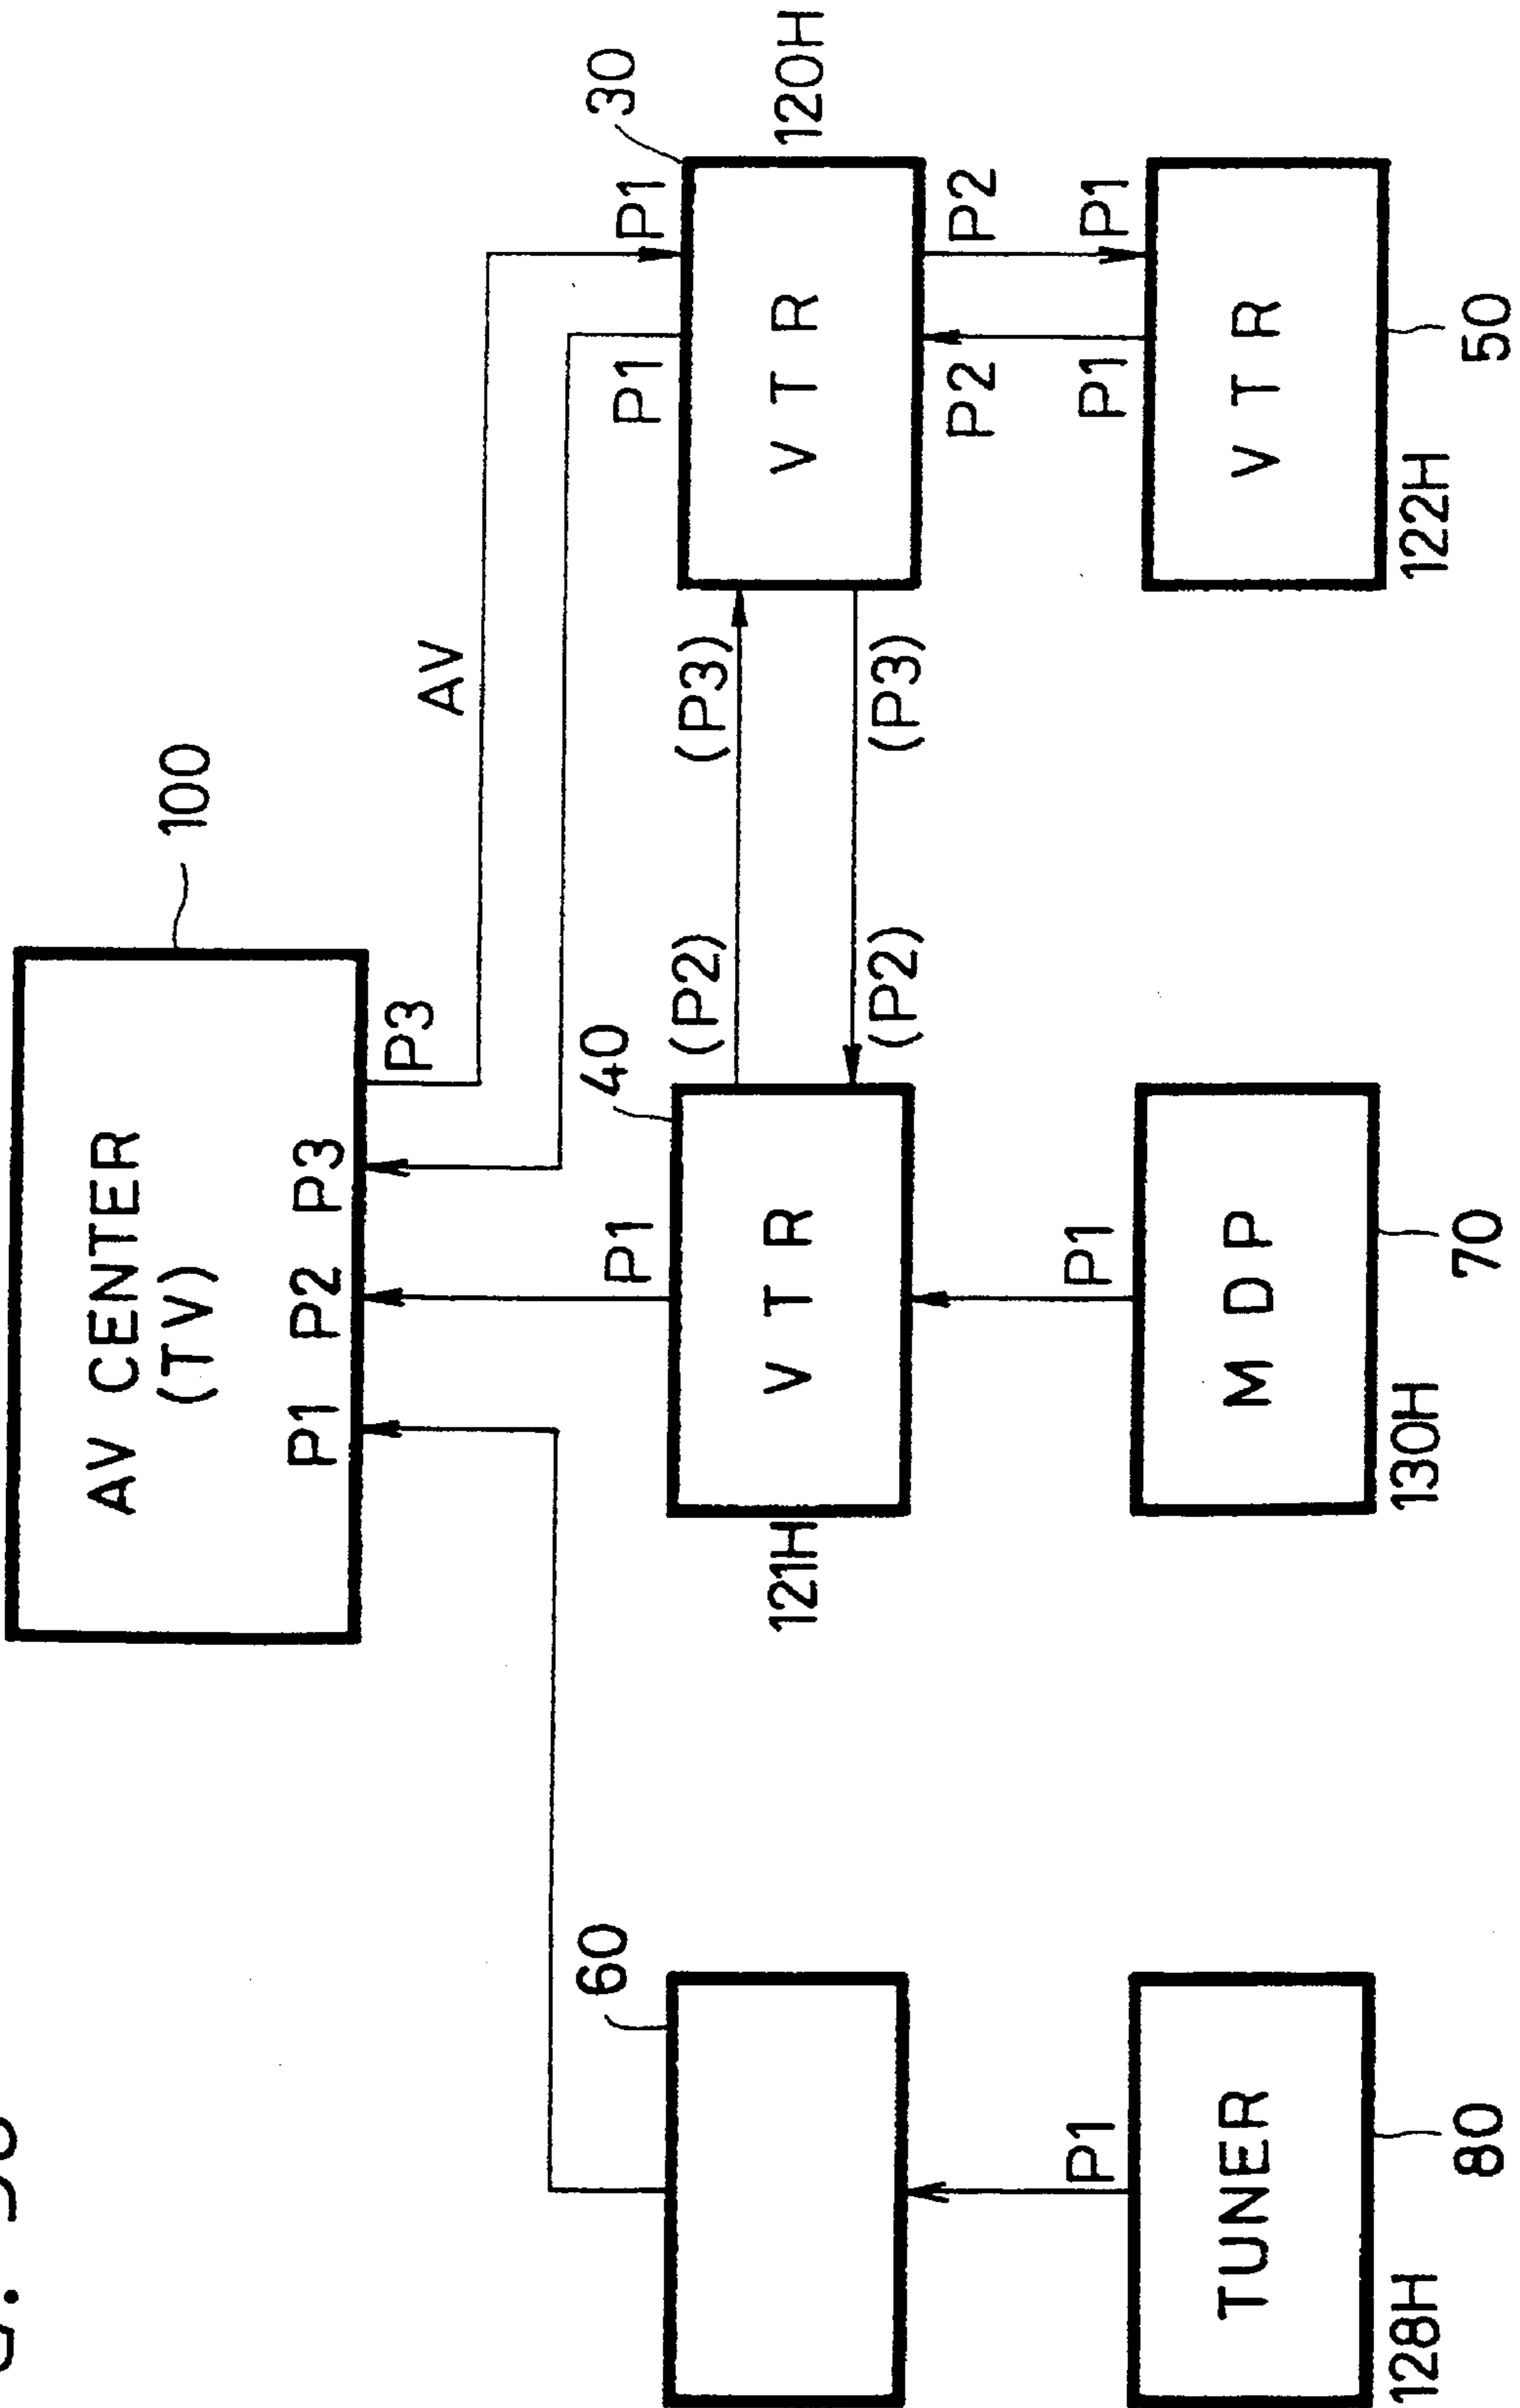 100
AV CENTER
(TV)
P1 P2 P3
P3
AV
60
40
30
P1
P1
P1
(P2)
(P3)
VTR
121H
VTR
120H
(P2)
(P3)
P2
P2
P1
P1
P1
P1
TUNER
128H
80
MDP
130H
70
VTR
122H
50